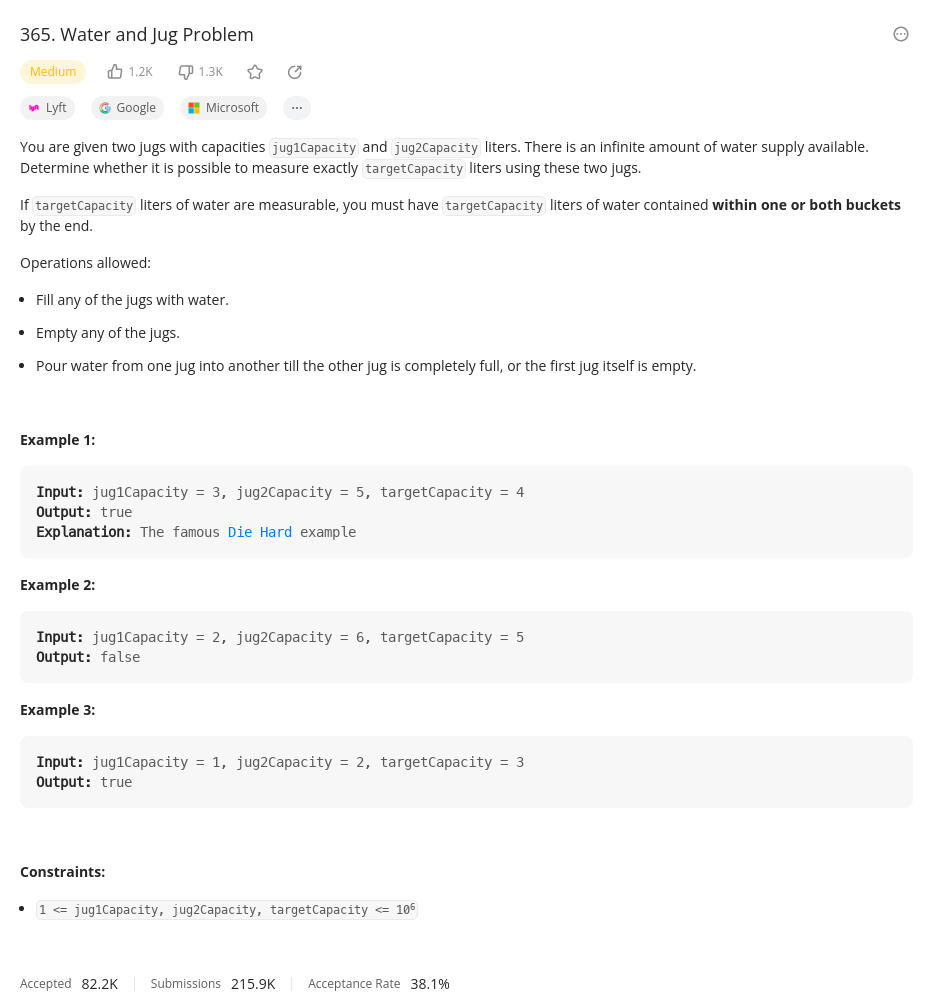 365. Water and Jug Problem
Medium 1.2K 1.3K
Lyft Google Microsoft ...
You are given two jugs with capacities jug1Capacity and jug2Capacity liters. There is an infinite amount of water supply available.
Determine whether it is possible to measure exactly targetCapacity liters using these two jugs.
If targetCapacity liters of water are measurable, you must have targetCapacity liters of water contained within one or both buckets
by the end.
Operations allowed:
• Fill any of the jugs with water.
• Empty any of the jugs.
• Pour water from one jug into another till the other jug is completely full, or the first jug itself is empty.
Example 1:
Input: jug1Capacity = 3, jug2Capacity = 5, targetCapacity = 4
Output: true
Explanation: The famous Die Hard example
Example 2:
Input: jug1Capacity = 2, jug2Capacity = 6, targetCapacity = 5
Output: false
Example 3:
Input: jug1Capacity = 1, jug2Capacity = 2, targetCapacity = 3
Output: true
Constraints:
• 1 <= jug1Capacity, jug2Capacity, targetCapacity <= 10⁶
Accepted 82.2K Submissions 215.9K Acceptance Rate 38.1%